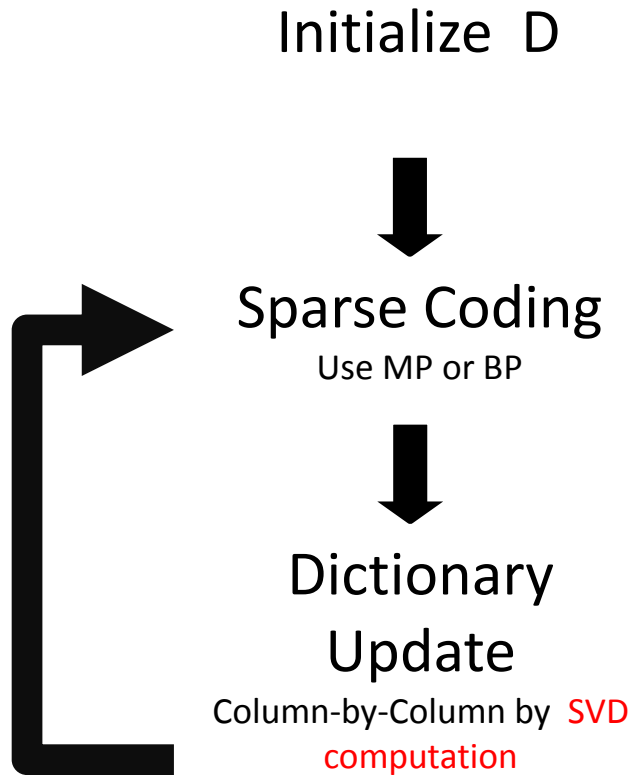 Initialize D
Sparse Coding
Use MP or BP
Dictionary
Update
Column-by-Column by SVD
computation